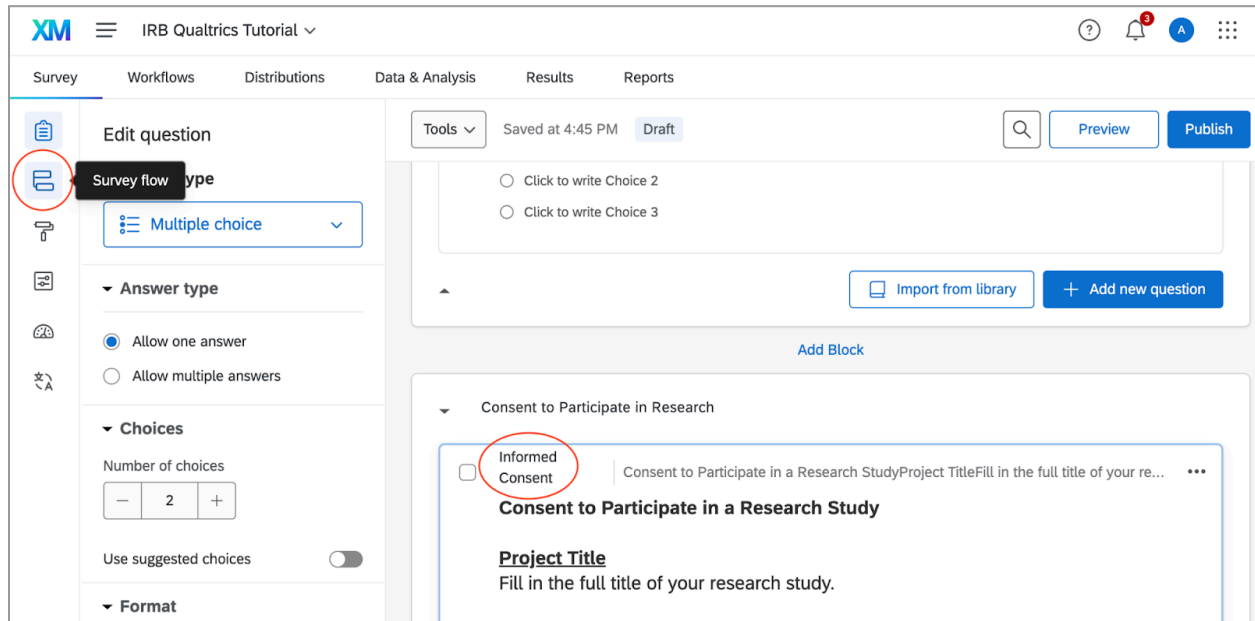 XM
IRB Qualtrics Tutorial
3
A
Survey
Workflows
Distributions
Data & Analysis
Results
Reports
Edit question
Survey flow
ype
Multiple choice
Answer type
Allow one answer
Allow multiple answers
Choices
Number of choices
2
Use suggested choices
Format
Tools
Saved at 4:45 PM
Draft
Preview
Publish
Click to write Choice 2
Click to write Choice 3
Import from library
Add new question
Add Block
Consent to Participate in Research
Informed
Consent
Consent to Participate in a Research StudyProject TitleFill in the full title of your re...
Consent to Participate in a Research Study
Project Title
Fill in the full title of your research study.